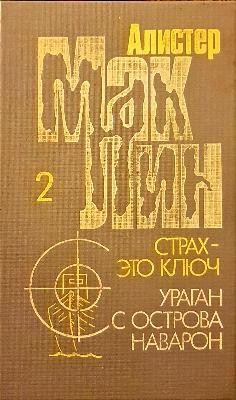 Алистер
Мак
Лин
2
СТРАХ-
ЭТО КЛЮЧ
УРАГАН
С ОСТРОВА
НАВАРОН